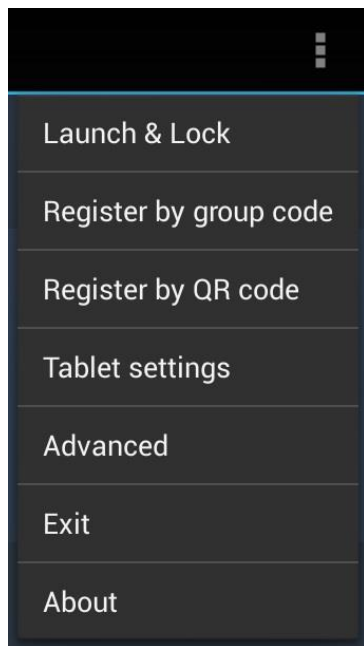 Launch & Lock
Register by group code
Register by QR code
Tablet settings
Advanced
Exit
About